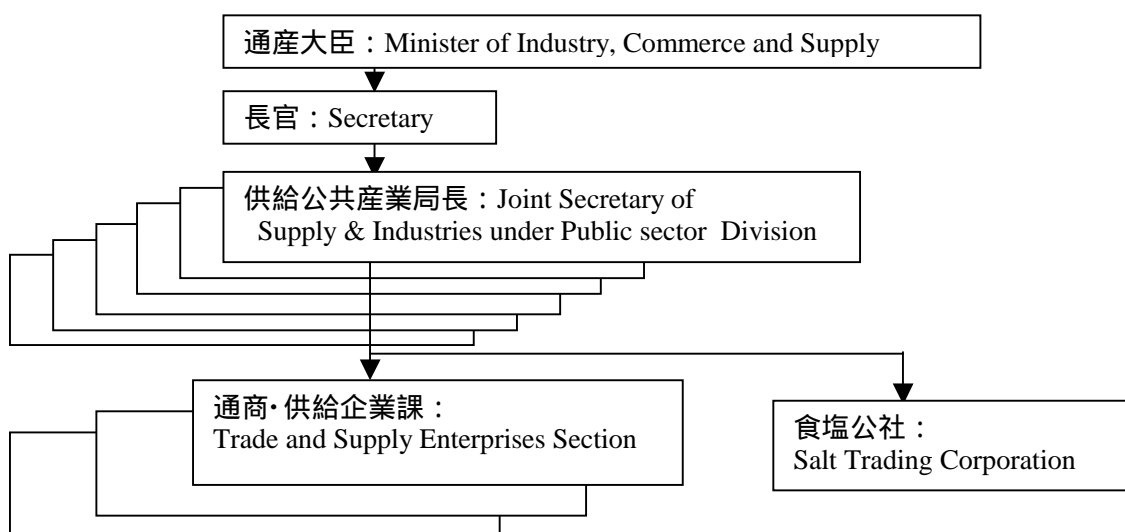 通産大臣：Minister of Industry, Commerce and Supply
長官：Secretary
供給公共産業局長：Joint Secretary of
Supply & Industries under Public sector Division
通商・供給企業課：
Trade and Supply Enterprises Section
食塩公社：
Salt Trading Corporation